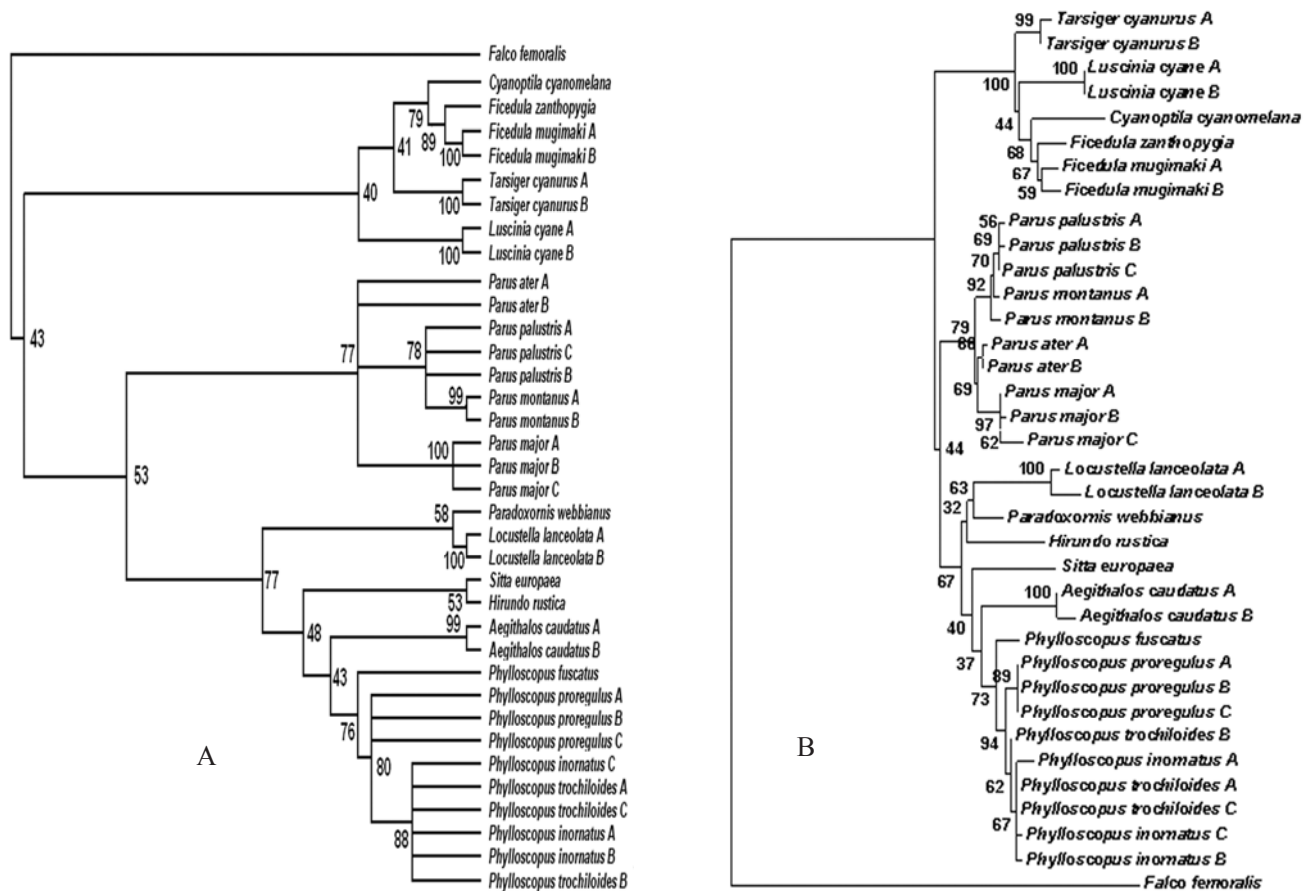 Falco femoralis
Cyanoptila cyanomelana
79
Ficedula zanthopygia
89
Ficedula mugimaki A
41
100
Ficedula mugimaki B
40
Tarsiger cyanurus A
100
Tarsiger cyanurus B
Luscinia cyane A
100
Luscinia cyane B
43
Parus ater A
Parus ater B
77
78
Parus palustris A
Parus palustris C
Parus palustris B
99
Parus montanus A
Parus montanus B
100
Parus major A
Parus major B
Parus major C
53
58
Paradoxornis webbianus
Locustella lanceolata A
100
Locustella lanceolata B
77
Sitta europaea
53
Hirundo rustica
48
99
Aegithalos caudatus A
Aegithalos caudatus B
43
Phylloscopus fuscatus
76
Phylloscopus proregulus A
Phylloscopus proregulus B
Phylloscopus proregulus C
80
Phylloscopus inornatus C
Phylloscopus trochiloides A
Phylloscopus trochiloides C
88
Phylloscopus inornatus A
Phylloscopus inornatus B
Phylloscopus trochiloides B
A
99
Tarsiger cyanurus A
Tarsiger cyanurus B
100
100
Luscinia cyane A
Luscinia cyane B
44
Cyanoptila cyanomelana
68
Ficedula zanthopygia
67
Ficedula mugimaki A
59
Ficedula mugimaki B
56
Parus palustris A
69
Parus palustris B
70
Parus palustris C
92
Parus montanus A
Parus montanus B
79
Parus ater A
Parus ater B
69
Parus major A
97
Parus major B
62
Parus major C
44
100
Locustella lanceolata A
63
Locustella lanceolata B
32
Paradoxornis webbianus
Hirundo rustica
67
Sitta europaea
100
Aegithalos caudatus A
Aegithalos caudatus B
40
Phylloscopus fuscatus
37
89
Phylloscopus proregulus A
73
Phylloscopus proregulus B
Phylloscopus proregulus C
94
Phylloscopus trochiloides B
Phylloscopus inornatus A
62
Phylloscopus trochiloides A
Phylloscopus trochiloides C
67
Phylloscopus inornatus C
Phylloscopus inornatus B
Falco femoralis
B